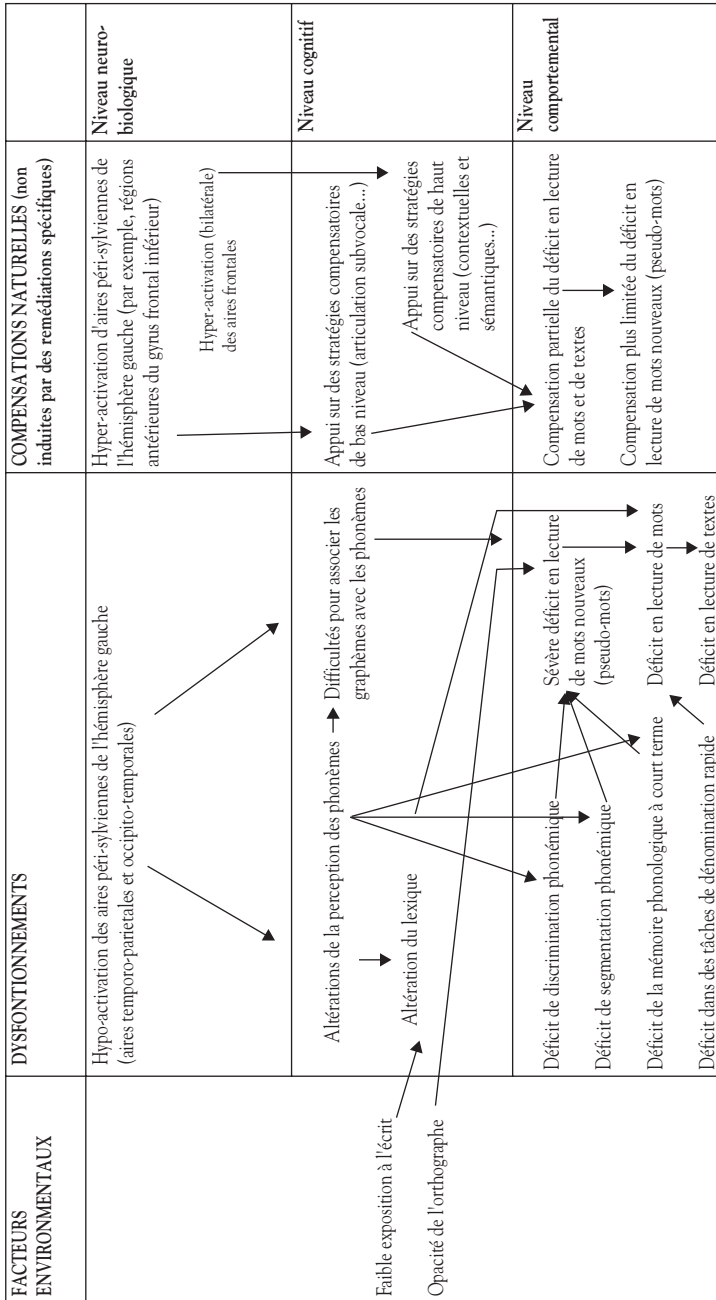 FACTEURS
ENVIRONMENTAUX
DYSFONTIONNEMENTS
COMPENSATIONS NATURELLES (non
induites par des remédiations spécifiques)
Hypo-activation des aires péri-sylviennes de l'hémisphère gauche
(aires temporo-parietales et occipito-temporales)
Hyper-activation d'aires péri-sylviennes de
l'hémisphère gauche (par exemple, régions
antérieures du gyrus frontal inférieur)
Hyper-activation (bilatérale)
des aires frontales
Niveau neuro-
biologique
Faible exposition à l'écrit
Opacité de l'orthographe
Altérations de la perception des phonèmes
Difficultés pour associer les
graphèmes avec les phonèmes
Altération du lexique
Appui sur des stratégies compensatoires
de bas niveau (articulation subvocale...)
Appui sur des stratégies
compensatoires de haut
niveau (contextuelles et
sémantiques...)
Niveau cognitif
Déficit de discrimination phonémique
Déficit de segmentation phonémique
Déficit de la mémoire phonologique à court terme
Déficit dans des tâches de dénomination rapide
Sévère déficit en lecture
de mots nouveaux
(pseudo-mots)
Déficit en lecture de mots
Déficit en lecture de textes
Compensation partielle du déficit en lecture
de mots et de textes
Compensation plus limitée du déficit en
lecture de mots nouveaux (pseudo-mots)
Niveau
comportemental